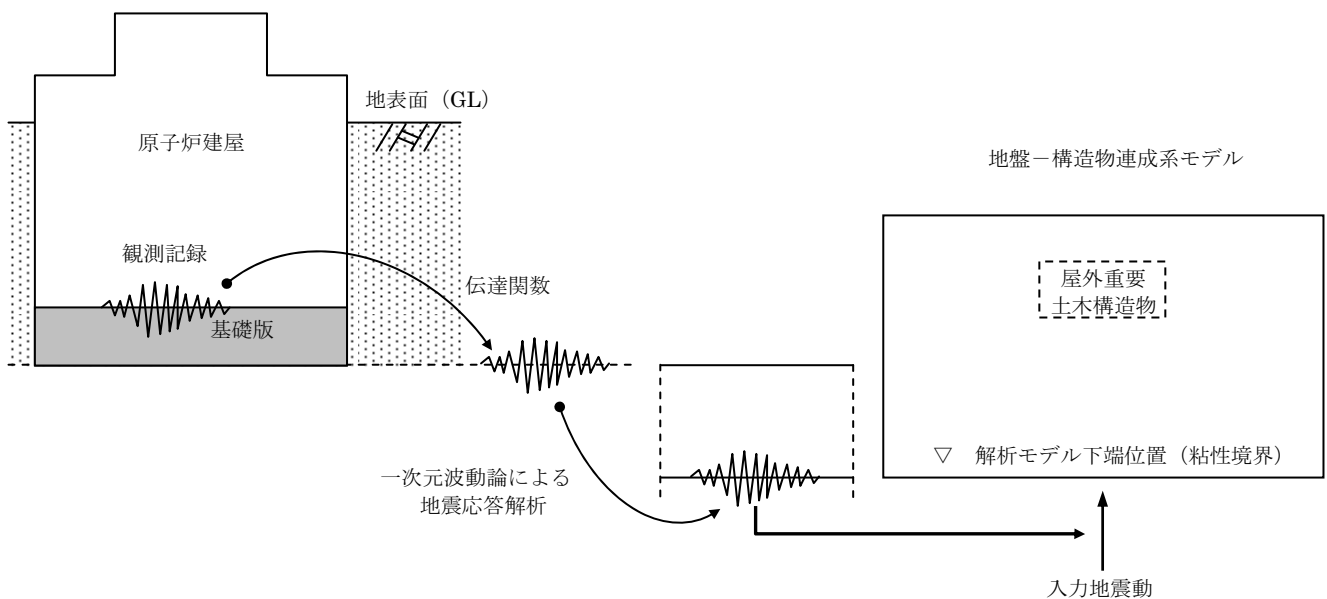 地表面（GL）
原子炉建屋
地盤－構造物連成系モデル
観測記録
伝達関数
屋外重要
土木構造物
基礎版
▽ 解析モデル下端位置（粘性境界）
一次元波動論による
地震応答解析
入力地震動